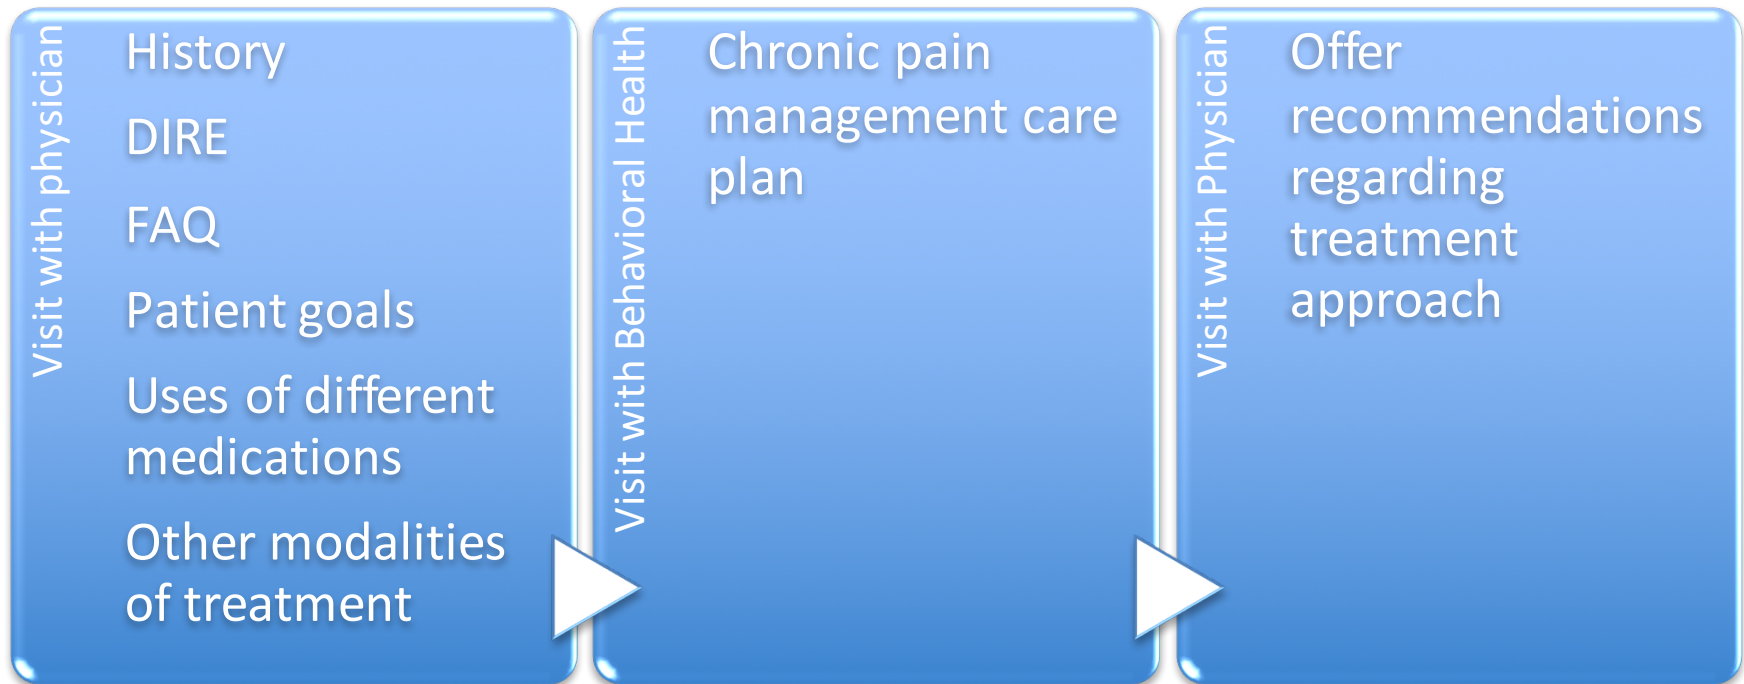 Visit with physician
History
DIRE
FAQ
Patient goals
Uses of different
medications
Other modalities
of treatment
Visit with Behavioral Health
Chronic pain
management care
plan
Visit with Physician
Offer
recommendations
regarding
treatment
approach